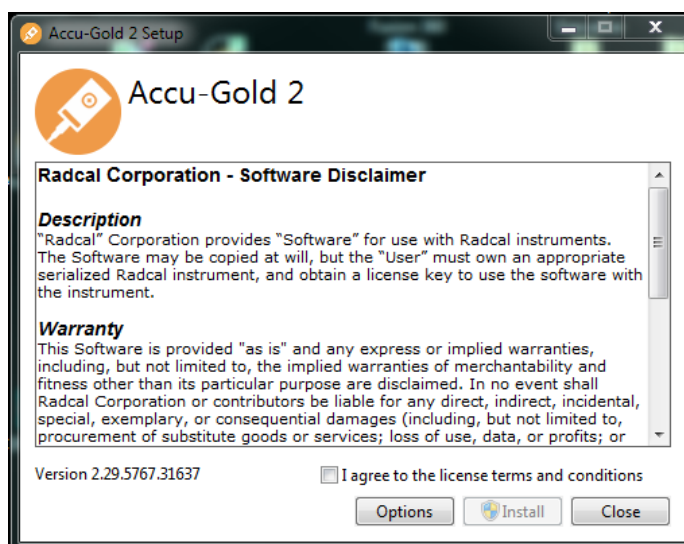 Accu-Gold 2 Setup
Accu-Gold 2
Radcal Corporation - Software Disclaimer
Description
“Radcal” Corporation provides “Software” for use with Radcal instruments.
The Software may be copied at will, but the “User” must own an appropriate
serialized Radcal instrument, and obtain a license key to use the software with
the instrument.
Warranty
This Software is provided "as is" and any express or implied warranties,
including, but not limited to, the implied warranties of merchantability and
fitness other than its particular purpose are disclaimed. In no event shall
Radcal Corporation or contributors be liable for any direct, indirect, incidental,
special, exemplary, or consequential damages (including, but not limited to,
procurement of substitute goods or services; loss of use, data, or profits; or
Version 2.29.5767.31637
I agree to the license terms and conditions
Options
Install
Close